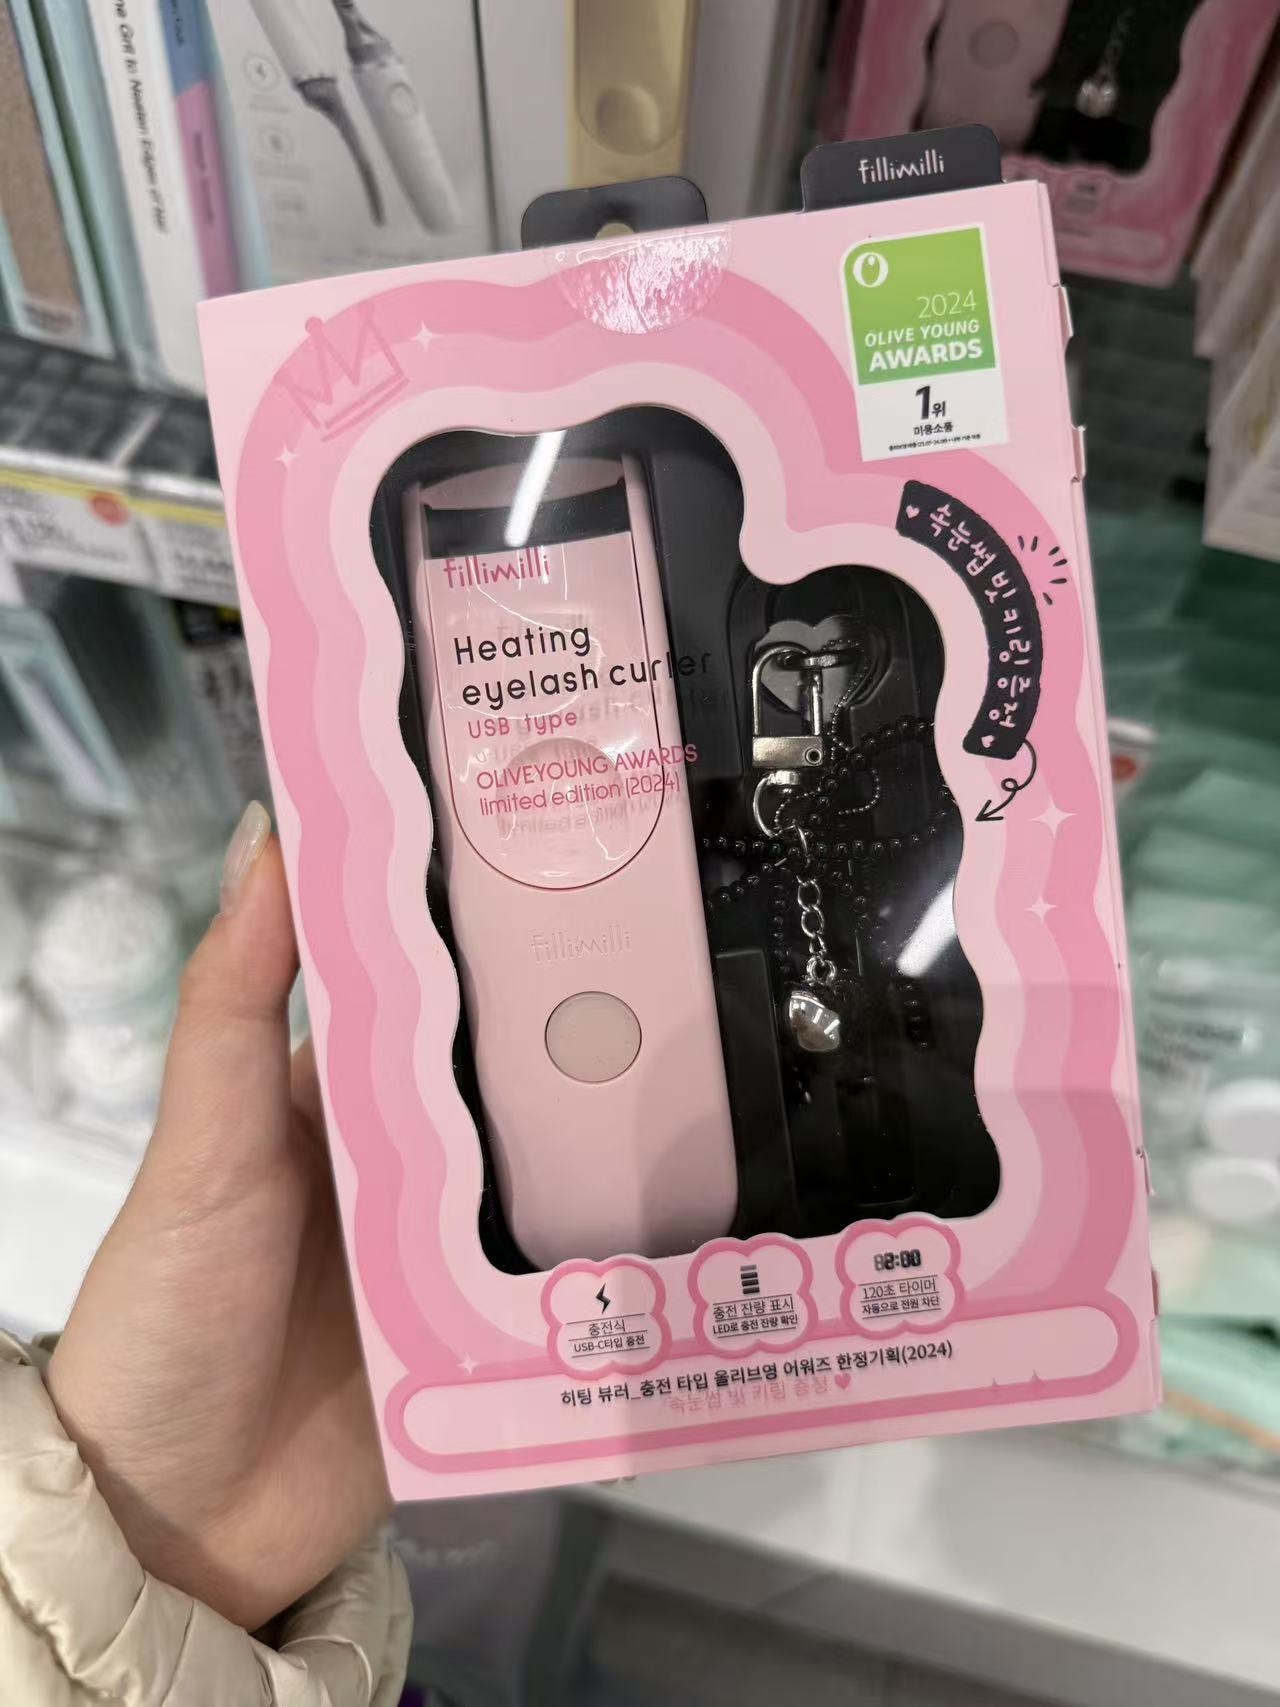 fillimilli
2024
OLIVE YOUNG
AWARDS
1위
미용소품
속눈썹 빗 키링 증정
fillimilli
Heating
eyelash curler
USB type
OLIVEYOUNG AWARDS
limited edition (2024)
fillimilli
충전식
USB-C타입 충전
충전 잔량 표시
LED로 충전 잔량 확인
120초 타이머
자동으로 전원 차단
히팅 뷰러_충전 타입 올리브영 어워즈 한정기획(2024)
속눈썹 빗 키링 증정